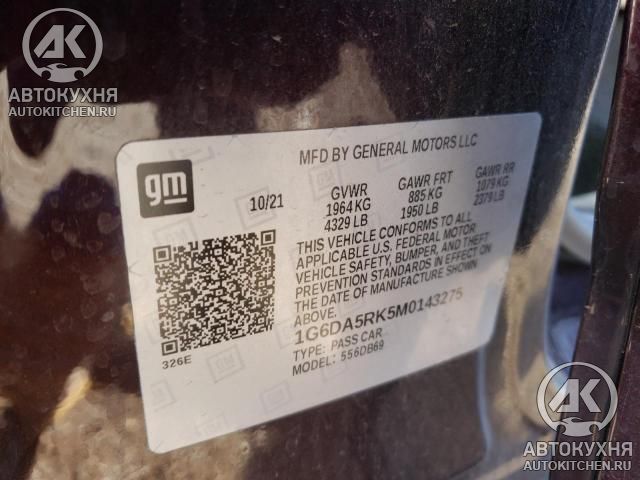 АК
АВТОКУХНЯ
AUTOKITCHEN.RU
MFD BY GENERAL MOTORS LLC
gm
10/21
GVWR
1964 KG
4329 LB
GAWR FRT
885 KG
1950 LB
GAWR RR
1079 KG
2379 LB
THIS VEHICLE CONFORMS TO ALL
APPLICABLE U.S. FEDERAL MOTOR
VEHICLE SAFETY, BUMPER, AND THEFT
PREVENTION STANDARDS IN EFFECT ON
THE DATE OF MANUFACTURE SHOWN
ABOVE.
1G6DA5RK5M0143275
TYPE: PASS CAR
MODEL: 556DB69
326E
АК
АВТОКУХНЯ
AUTOKITCHEN.RU